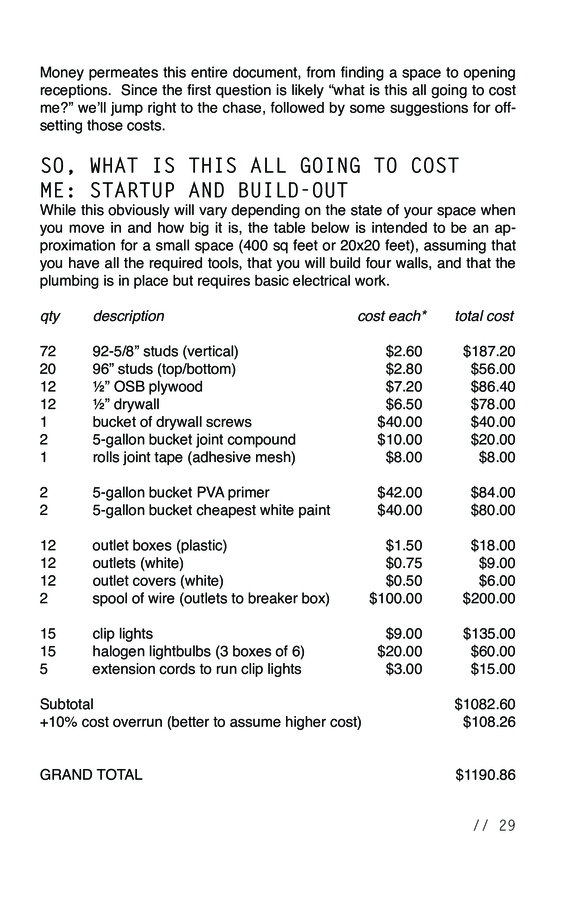 Money permeates this entire document, from finding a space to opening
receptions.  Since the first question is likely “what is this all going to cost
me?” we’ll jump right to the chase, followed by some suggestions for off-
setting those costs.
SO, WHAT IS THIS ALL GOING TO COST
ME: STARTUP AND BUILD-OUT
While this obviously will vary depending on the state of your space when
you move in and how big it is, the table below is intended to be an ap-
proximation for a small space (400 sq feet or 20x20 feet), assuming that
you have all the required tools, that you will build four walls, and that the
plumbing is in place but requires basic electrical work.
qty description cost each* total cost
72 92-5/8” studs (vertical) $2.60 $187.20
20 96” studs (top/bottom) $2.80 $56.00
12 ½” OSB plywood $7.20 $86.40
12 ½” drywall $6.50 $78.00
1 bucket of drywall screws $40.00 $40.00
2 5-gallon bucket joint compound $10.00 $20.00
1 rolls joint tape (adhesive mesh) $8.00 $8.00
2 5-gallon bucket PVA primer $42.00 $84.00
2 5-gallon bucket cheapest white paint $40.00 $80.00
12 outlet boxes (plastic) $1.50 $18.00
12 outlets (white) $0.75 $9.00
12 outlet covers (white) $0.50 $6.00
2 spool of wire (outlets to breaker box) $100.00 $200.00
15 clip lights $9.00 $135.00
15 halogen lightbulbs (3 boxes of 6) $20.00 $60.00
5 extension cords to run clip lights $3.00 $15.00
Subtotal $1082.60
+10% cost overrun (better to assume higher cost) $108.26
GRAND TOTAL $1190.86
// 29